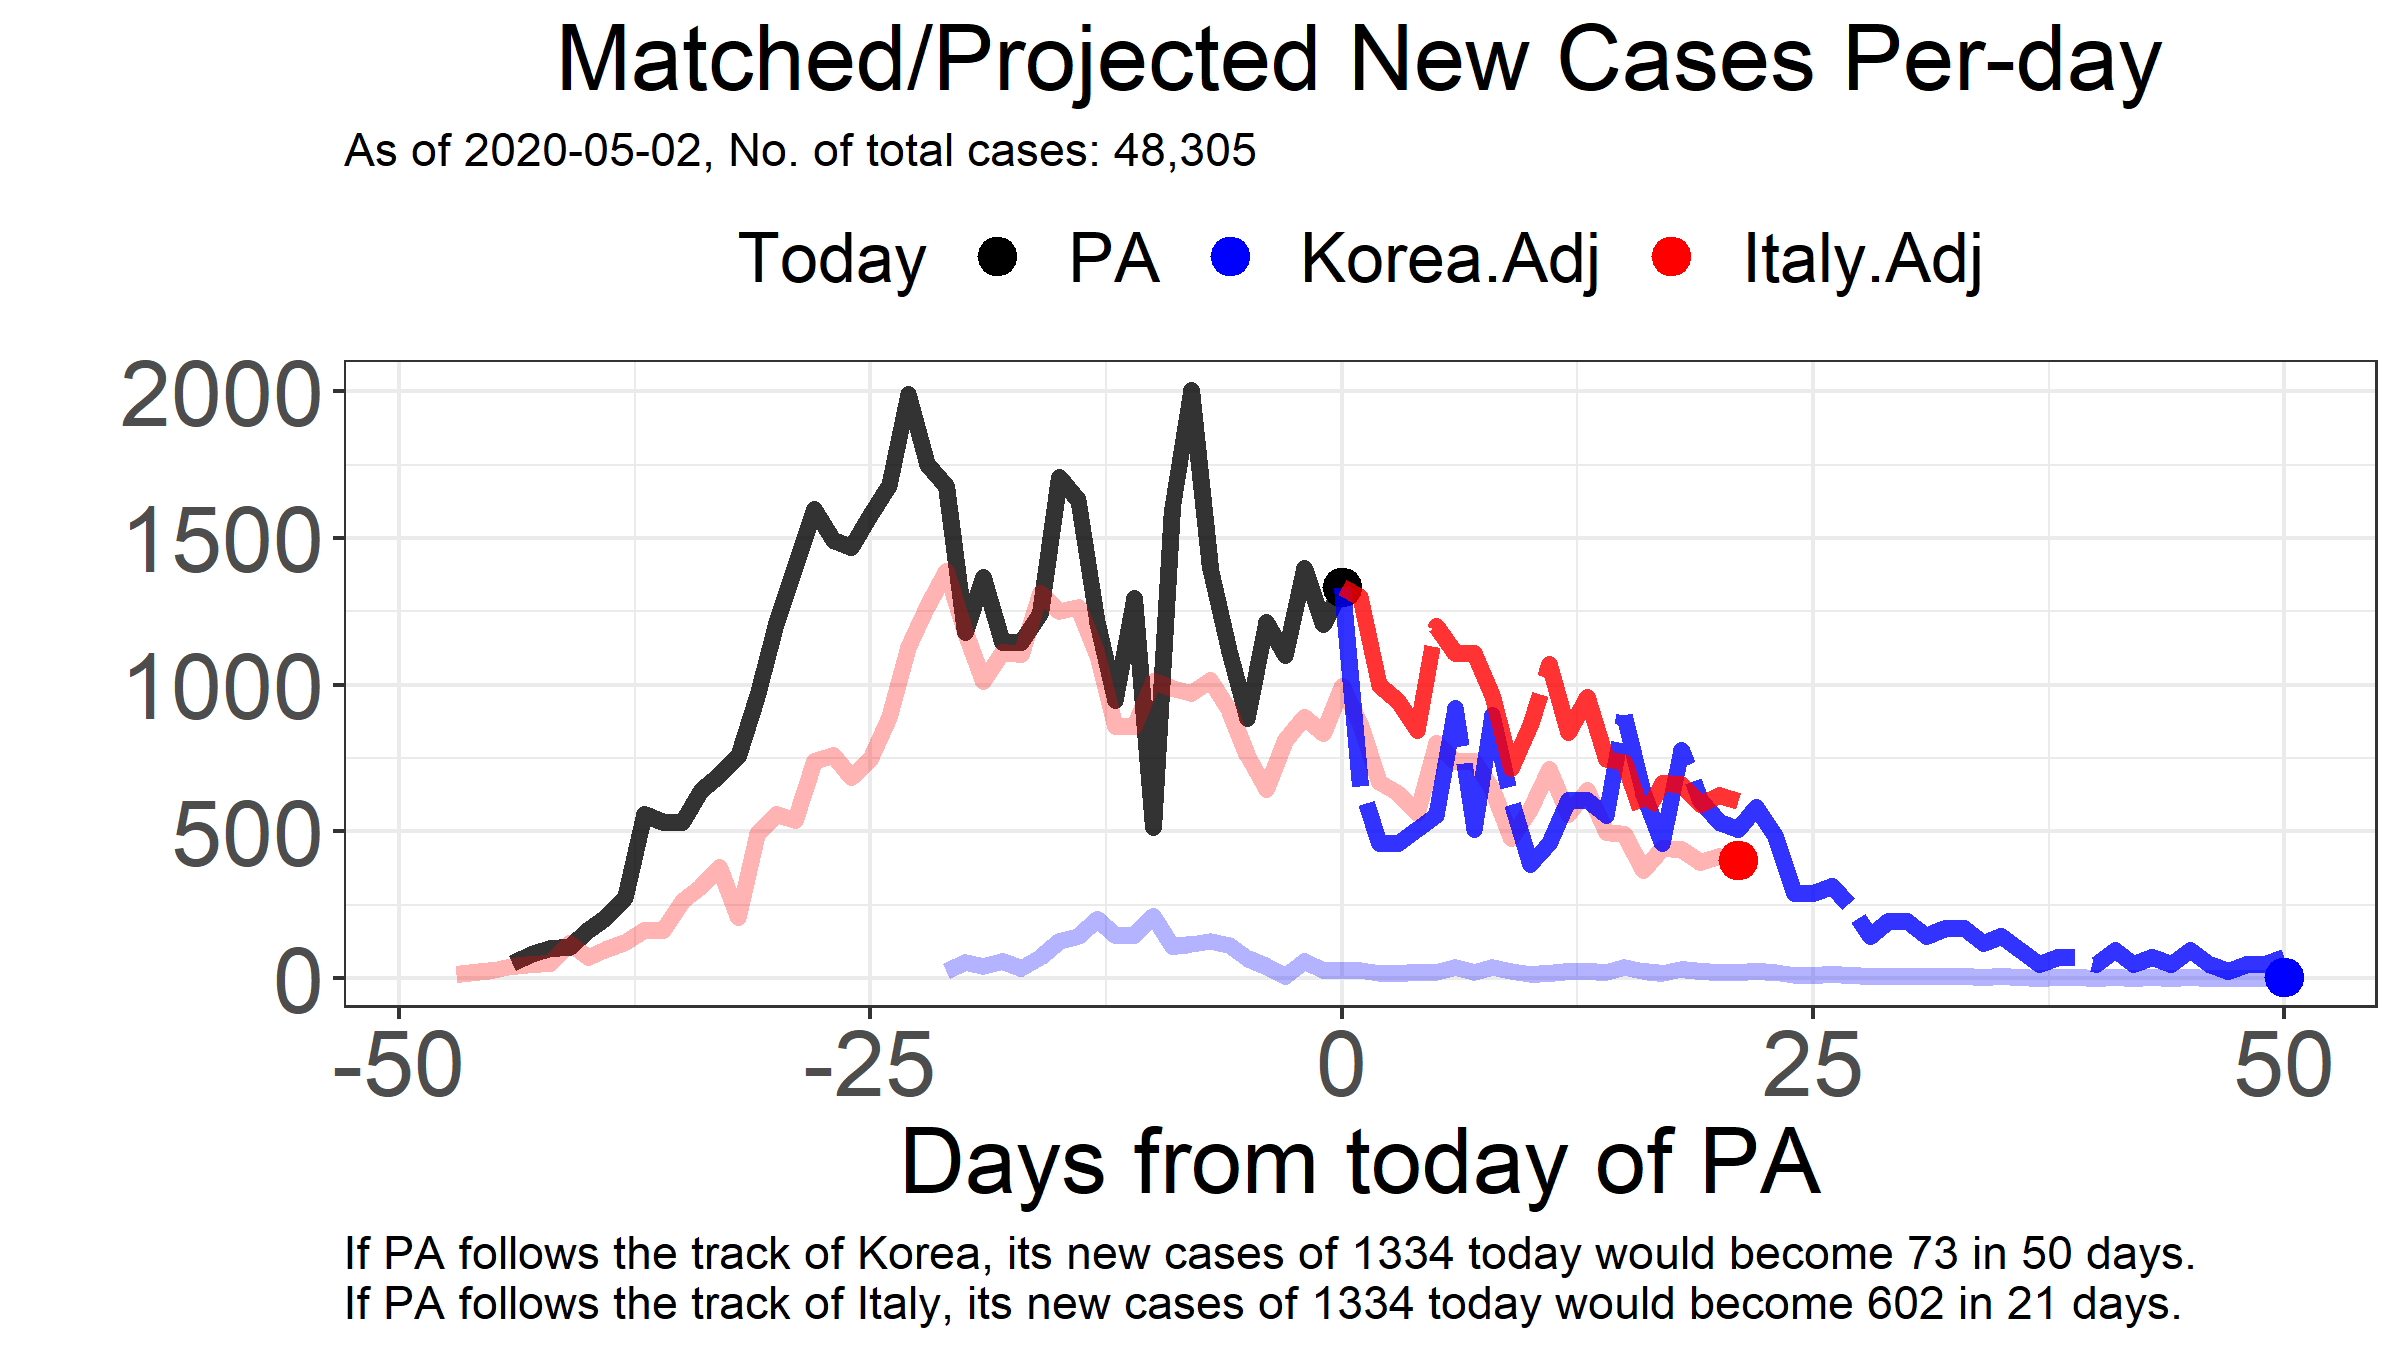 Matched/Projected New Cases Per-day
As of 2020-05-02, No. of total cases: 48,305
Today PA Korea.Adj Italy.Adj
2000
1500
1000
500
0
-50 -25 0 25 50
Days from today of PA
If PA follows the track of Korea, its new cases of 1334 today would become 73 in 50 days.
If PA follows the track of Italy, its new cases of 1334 today would become 602 in 21 days.